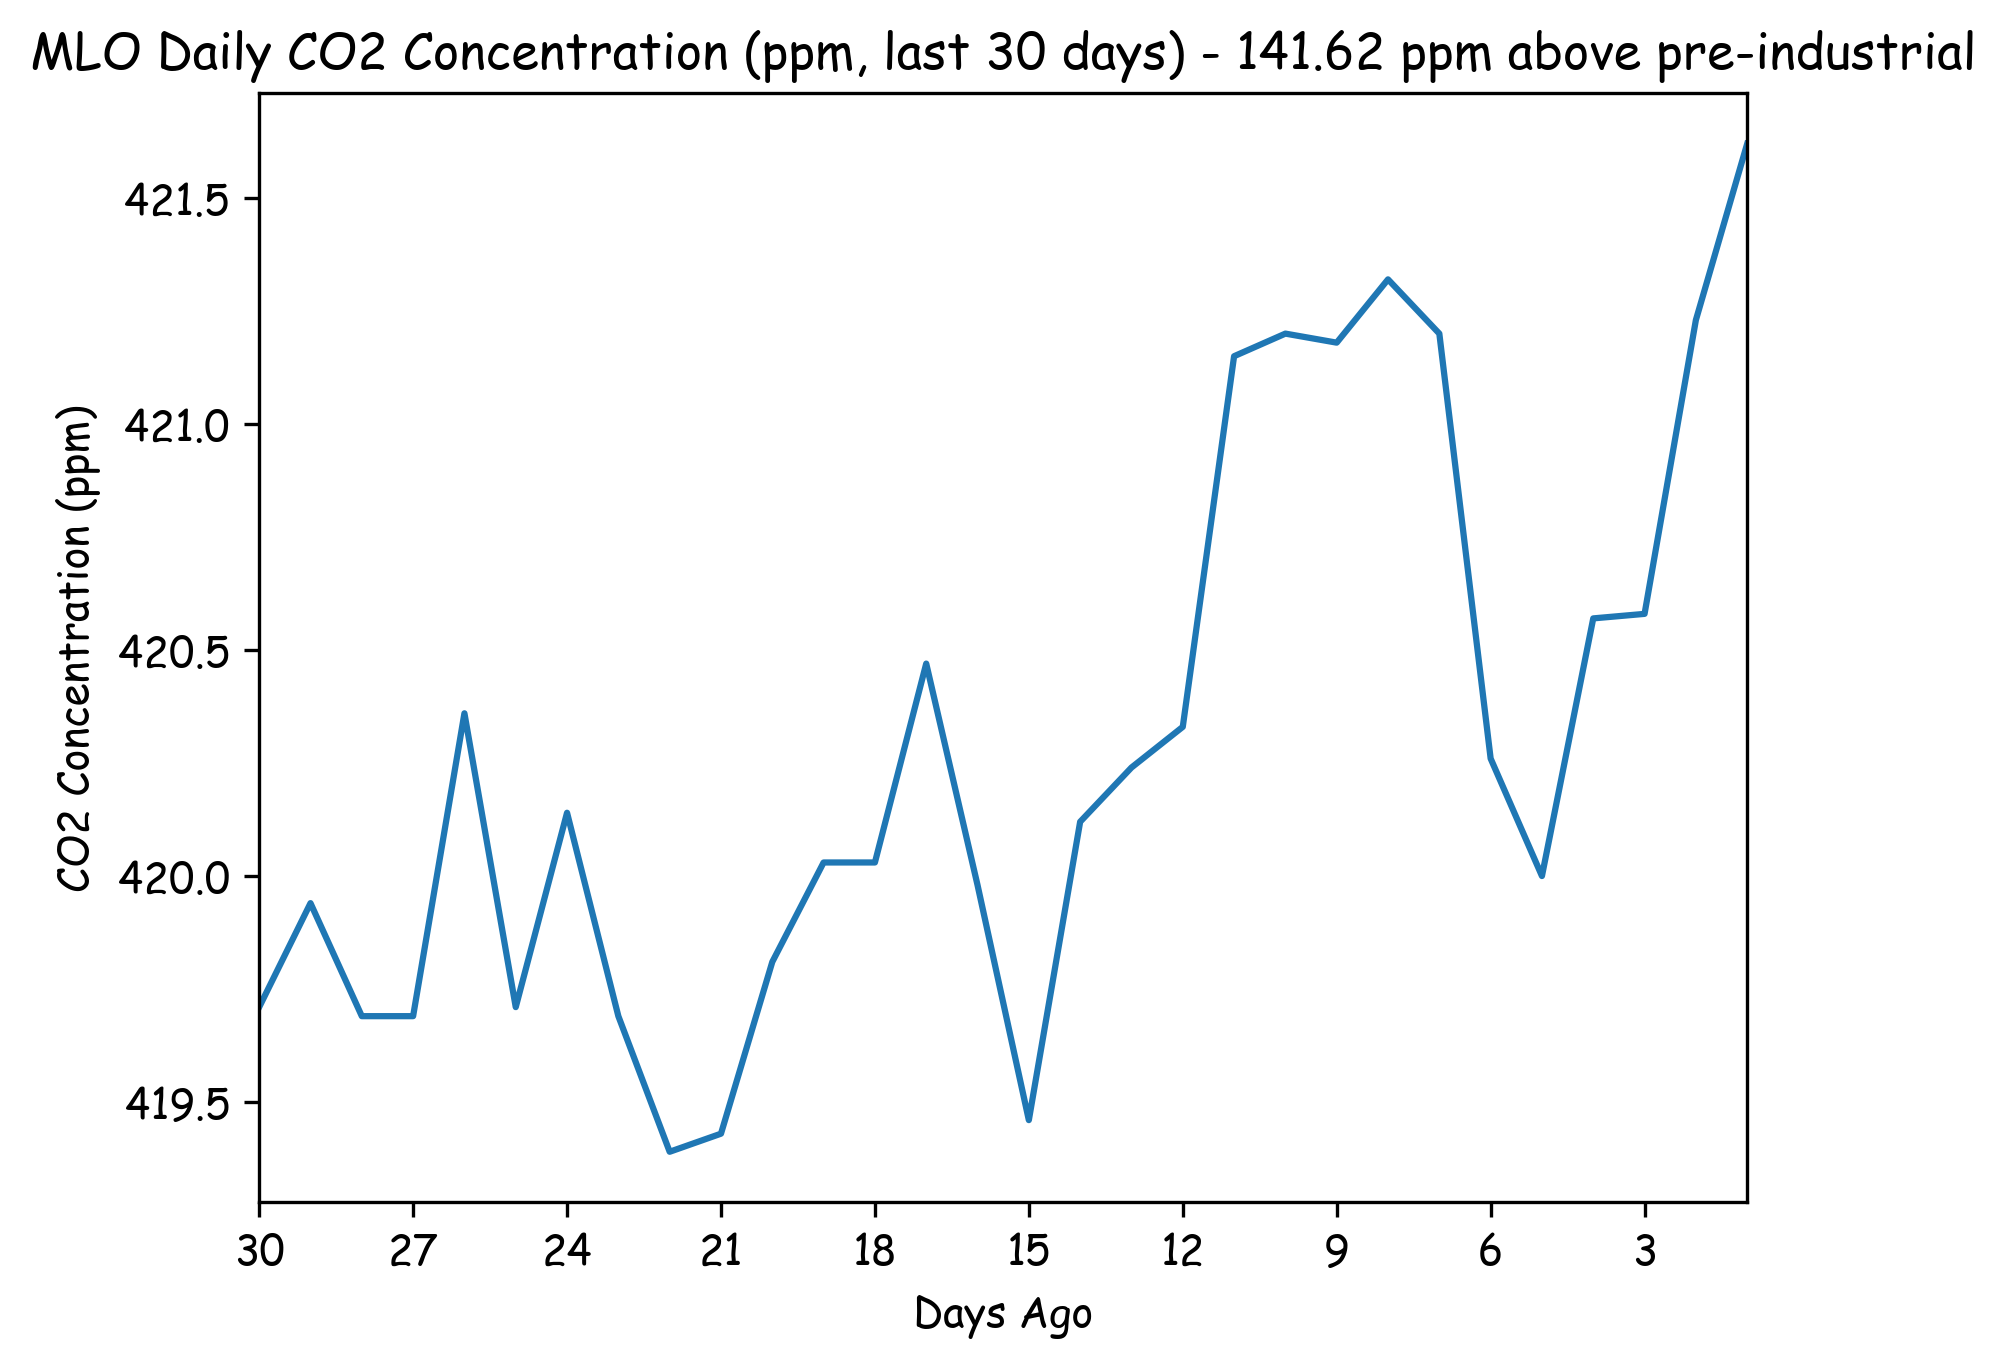 MLO Daily CO2 Concentration (ppm, last 30 days) - 141.62 ppm above pre-industrial
421.5
421.0
420.5
420.0
419.5
CO2 Concentration (ppm)
30 27 24 21 18 15 12 9 6 3
Days Ago